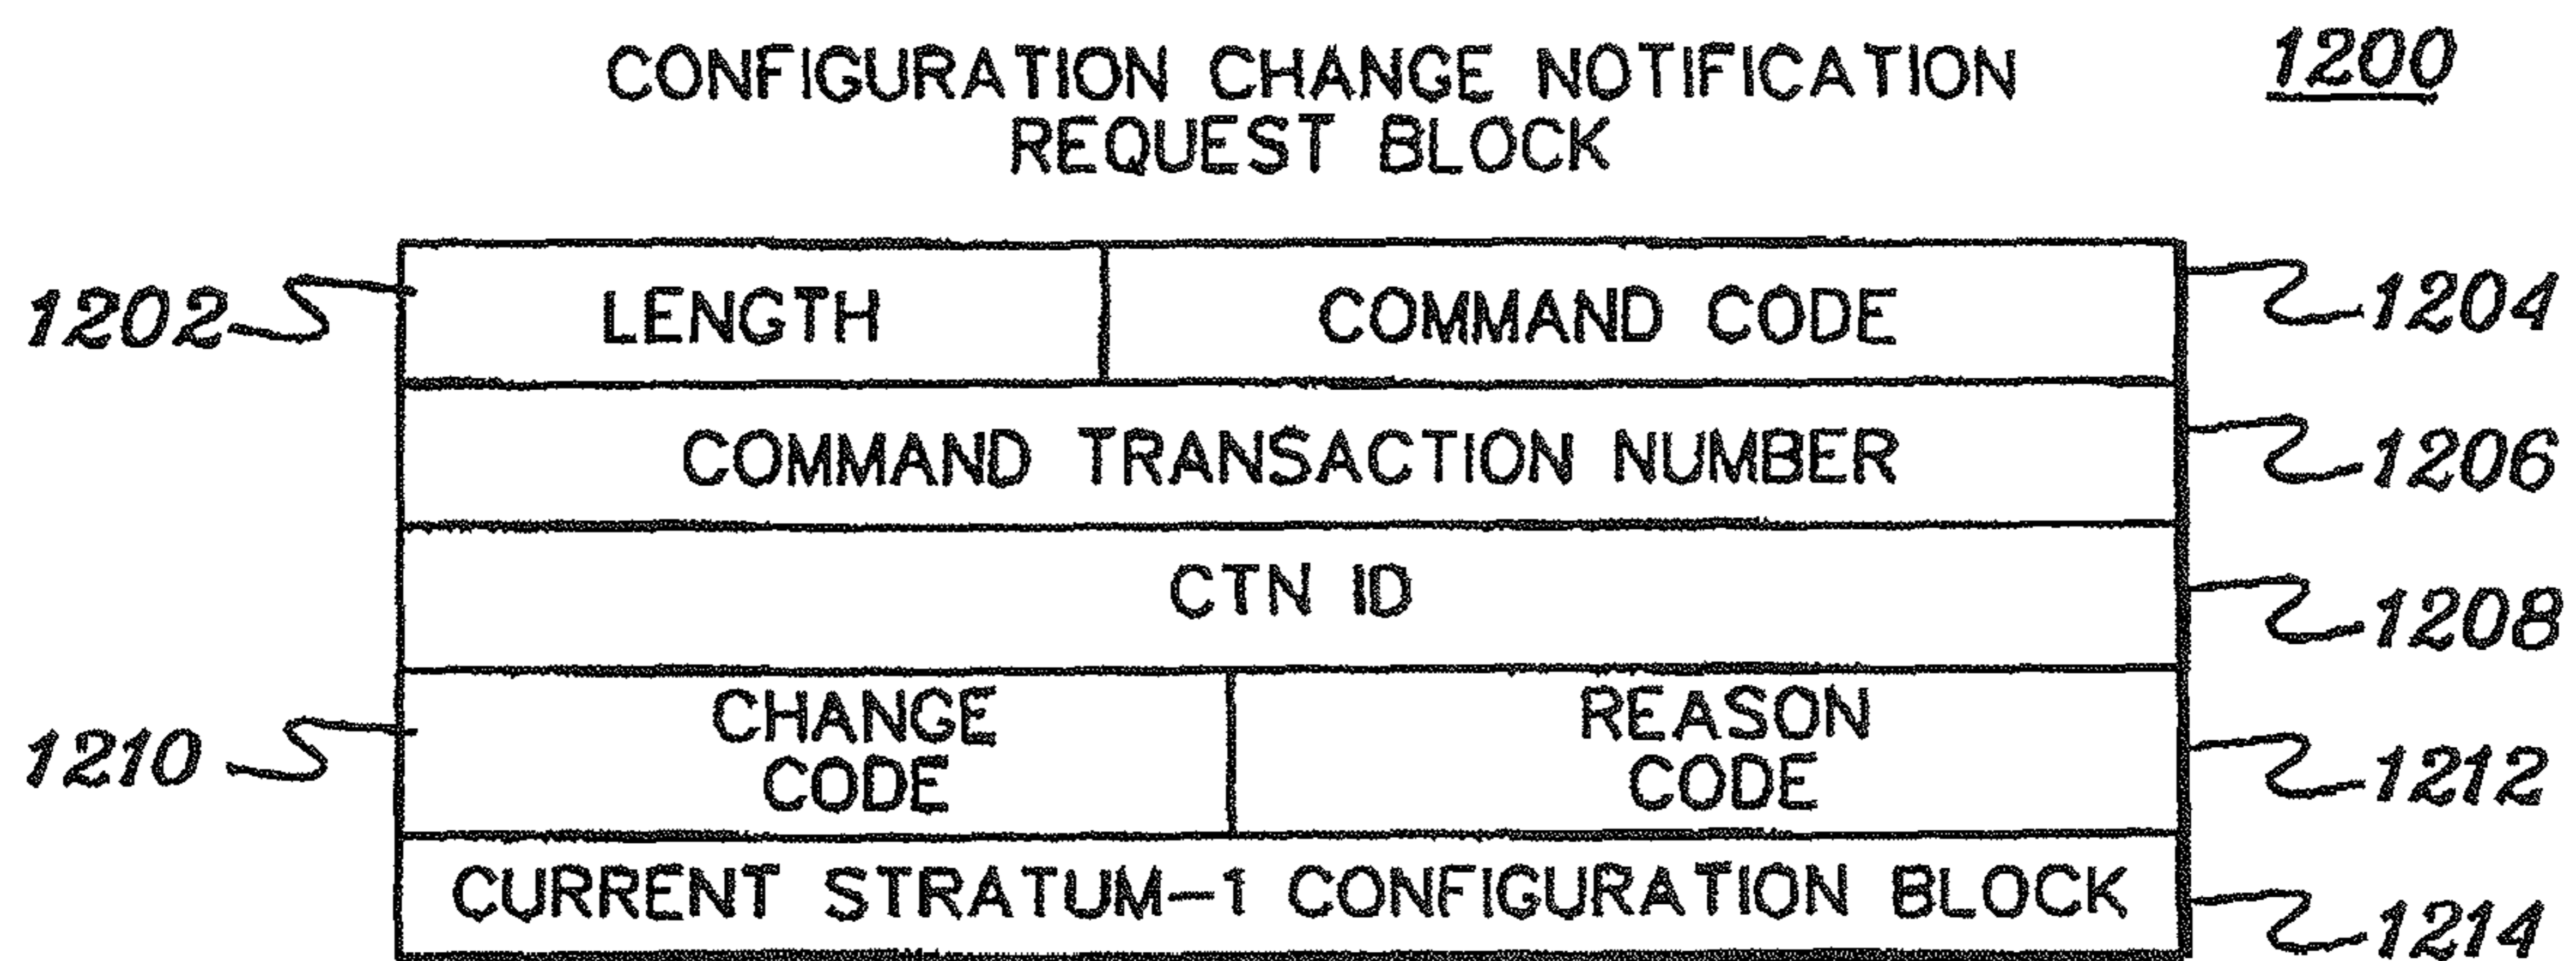 CONFIGURATION CHANGE NOTIFICATION 1200
REQUEST BLOCK
1202 LENGTH COMMAND CODE 1204
COMMAND TRANSACTION NUMBER 1206
CTN ID 1208
CHANGE REASON
1210 CODE CODE 1212
CURRENT STRATUM-1 CONFIGURATION BLOCK 1214